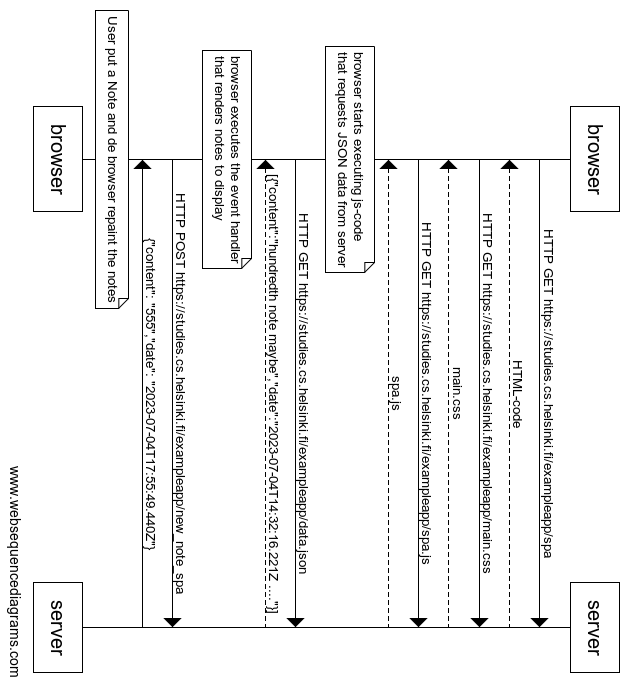 browser
server
HTTP GET https://studies.cs.helsinki.fi/exampleapp/spa
HTML-code
HTTP GET https://studies.cs.helsinki.fi/exampleapp/main.css
main.css
HTTP GET https://studies.cs.helsinki.fi/exampleapp/spa.js
spa.js
browser starts executing js-code
that requests JSON data from server
HTTP GET https://studies.cs.helsinki.fi/exampleapp/data.json
[{"content":"hundredth note maybe","date":"2023-07-04T14:32:16.221Z ...."}]
browser executes the event handler
that renders notes to display
HTTP POST https://studies.cs.helsinki.fi/exampleapp/new_note_spa
{"content": "555","date": "2023-07-04T17:55:49.440Z"}
User put a Note and de browser repaint the notes
browser
server
www.websequencediagrams.com